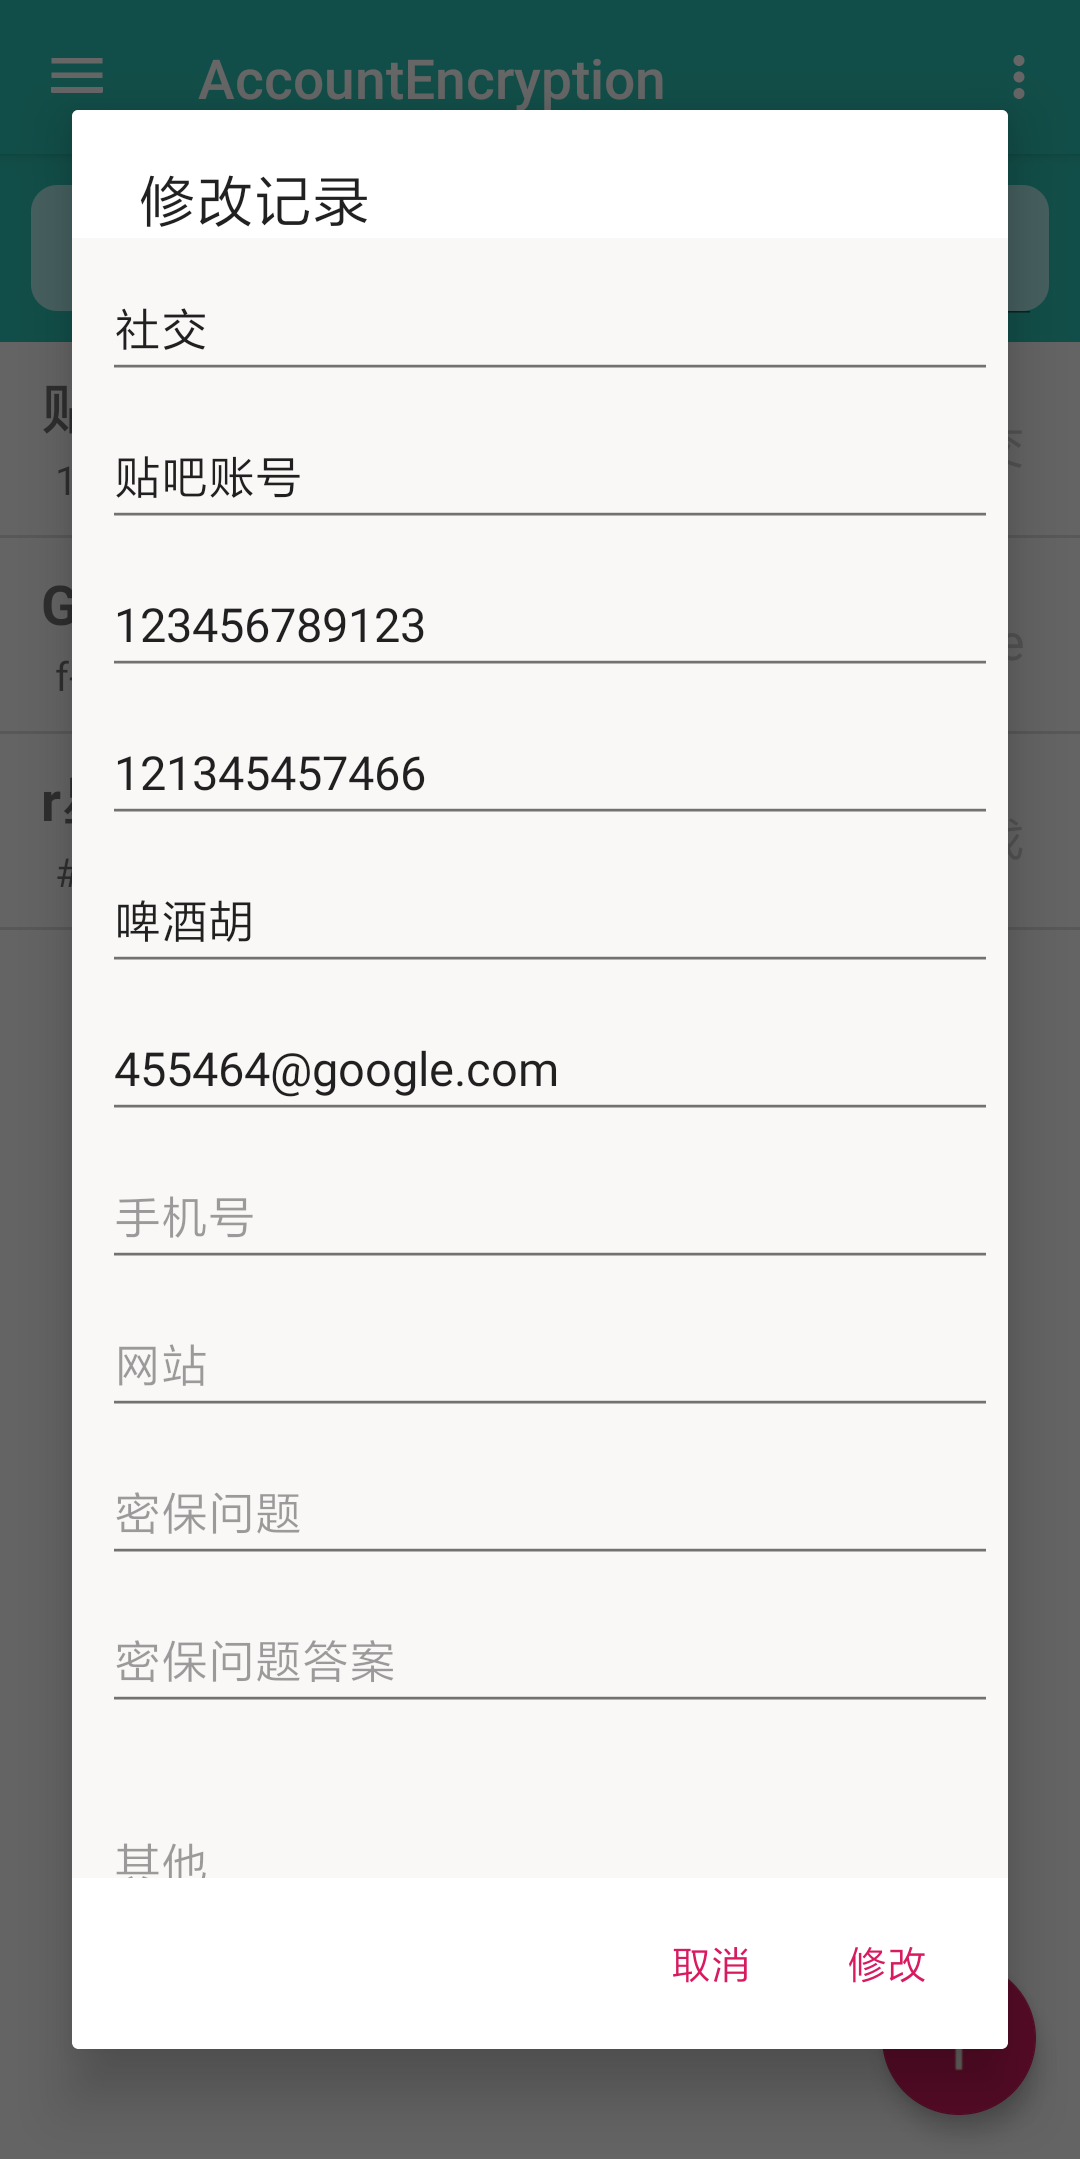 AccountEncryption
修改记录
社交
贴吧账号
123456789123
121345457466
啤酒胡
455464@google.com
手机号
网站
密保问题
密保问题答案
其他
取消
修改